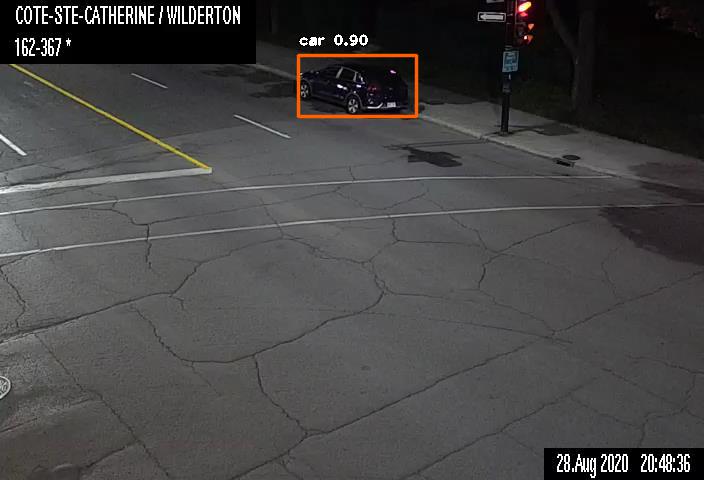 COTE-STE-CATHERINE / WILDERTON
162-367 *
car 0.90
28.Aug 2020 20:48:36